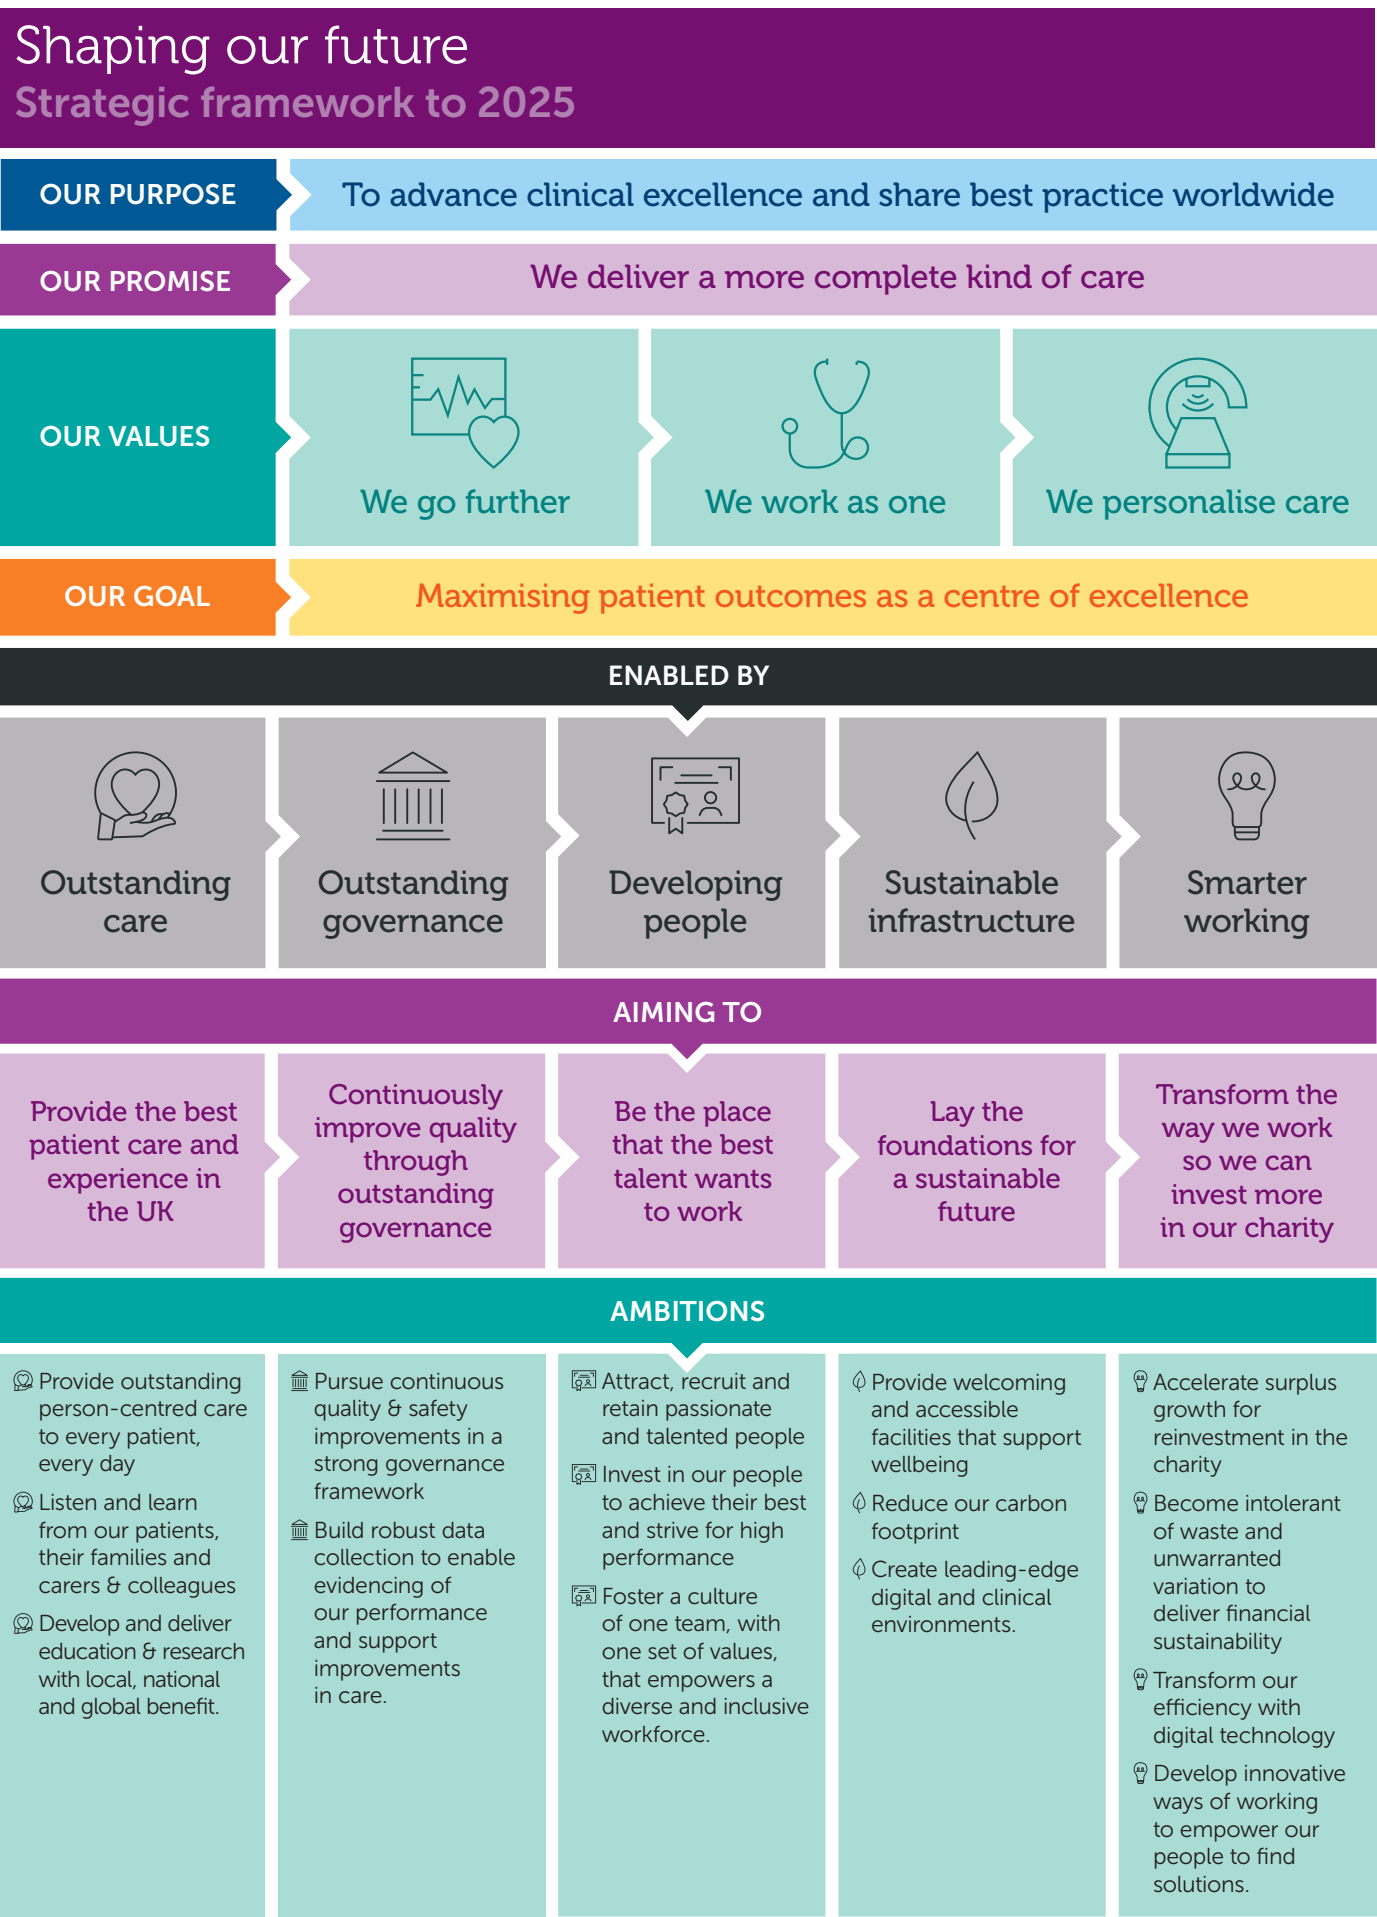 Shaping our future
Strategic framework to 2025
OUR PURPOSE
To advance clinical excellence and share best practice worldwide
OUR PROMISE
We deliver a more complete kind of care
OUR VALUES
We go further
We work as one
We personalise care
OUR GOAL
Maximising patient outcomes as a centre of excellence
ENABLED BY
Outstanding
care
Outstanding
governance
Developing
people
Sustainable
infrastructure
Smarter
working
AIMING TO
Provide the best
patient care and
experience in
the UK
Continuously
improve quality
through
outstanding
governance
Be the place
that the best
talent wants
to work
Lay the
foundations for
a sustainable
future
Transform the
way we work
so we can
invest more
in our charity
AMBITIONS
Provide outstanding
person-centred care
to every patient,
every day
Listen and learn
from our patients,
their families and
carers & colleagues
Develop and deliver
education & research
with local, national
and global benefit.
Pursue continuous
quality & safety
improvements in a
strong governance
framework
Build robust data
collection to enable
evidencing of
our performance
and support
improvements
in care.
Attract, recruit and
retain passionate
and talented people
Invest in our people
to achieve their best
and strive for high
performance
Foster a culture
of one team, with
one set of values,
that empowers a
diverse and inclusive
workforce.
Provide welcoming
and accessible
facilities that support
wellbeing
Reduce our carbon
footprint
Create leading-edge
digital and clinical
environments.
Accelerate surplus
growth for
reinvestment in the
charity
Become intolerant
of waste and
unwarranted
variation to
deliver financial
sustainability
Transform our
efficiency with
digital technology
Develop innovative
ways of working
to empower our
people to find
solutions.